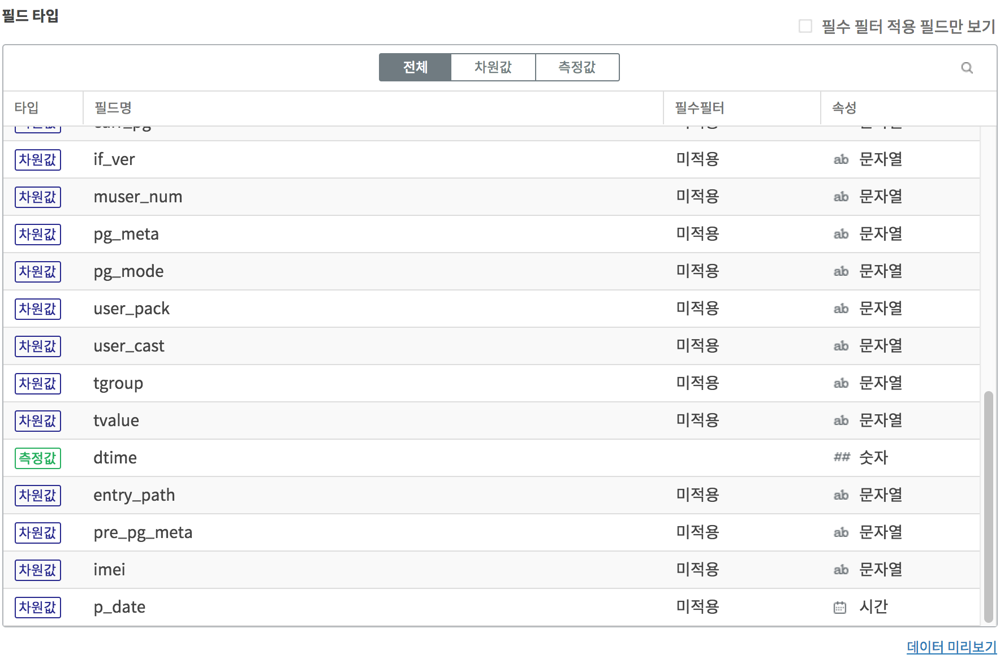 필드 타입
필수 필터 적용 필드만 보기
전체 차원값 측정값
타입 필드명 필수필터 속성
차원값 if_ver 미적용 ab 문자열
차원값 muser_num 미적용 ab 문자열
차원값 pg_meta 미적용 ab 문자열
차원값 pg_mode 미적용 ab 문자열
차원값 user_pack 미적용 ab 문자열
차원값 user_cast 미적용 ab 문자열
차원값 tgroup 미적용 ab 문자열
차원값 tvalue 미적용 ab 문자열
측정값 dtime ## 숫자
차원값 entry_path 미적용 ab 문자열
차원값 pre_pg_meta 미적용 ab 문자열
차원값 imei 미적용 ab 문자열
차원값 p_date 미적용 시간
데이터 미리보기